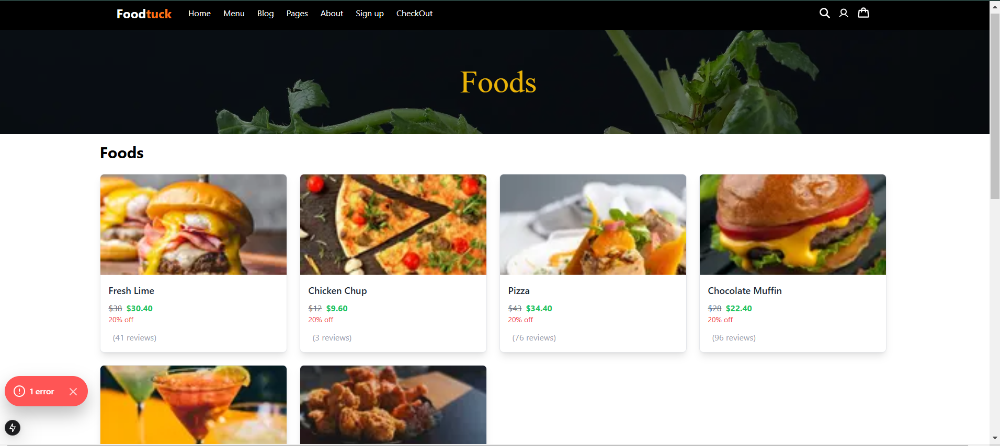 Foodtuck Home Menu Blog Pages About Sign up CheckOut
Foods
Foods
Fresh Lime
$38 $30.40
20% off
(41 reviews)
Chicken Chup
$12 $9.60
20% off
(3 reviews)
Pizza
$43 $34.40
20% off
(76 reviews)
Chocolate Muffin
$28 $22.40
20% off
(96 reviews)
1 error